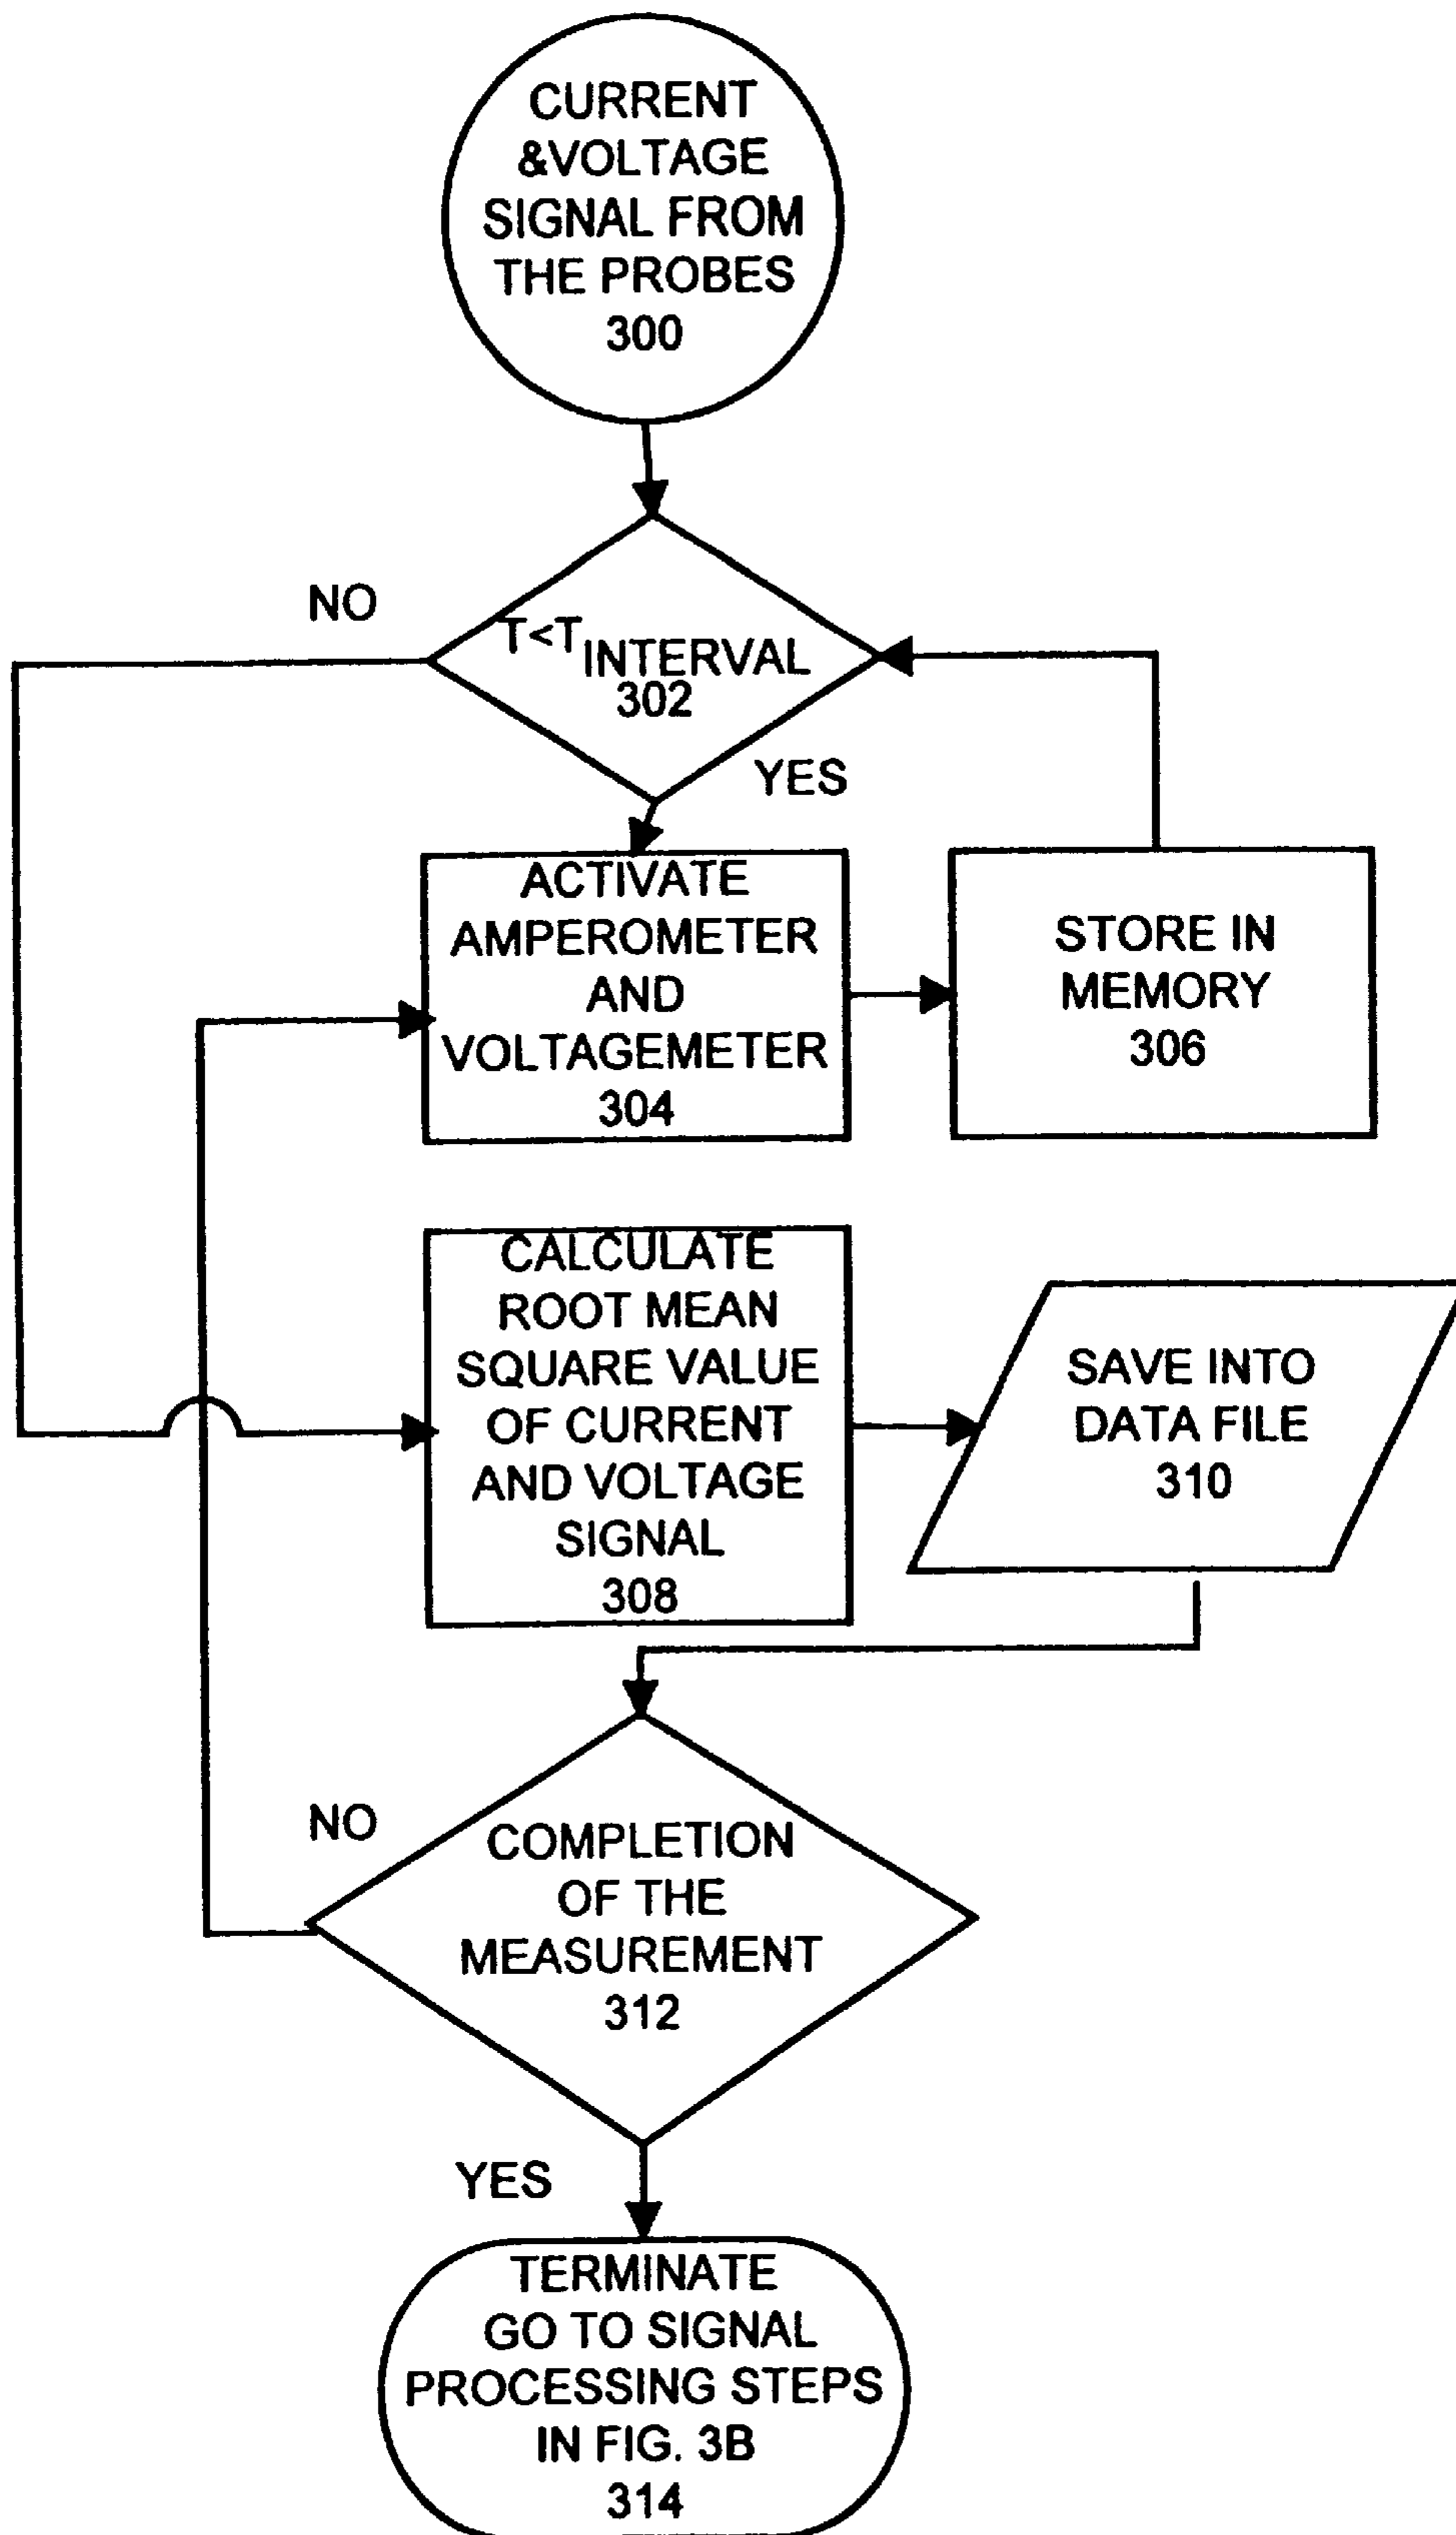 CURRENT
&VOLTAGE
SIGNAL FROM
THE PROBES
300
NO
T<T INTERVAL
302
YES
ACTIVATE
AMPEROMETER
AND
VOLTAGEMETER
304
STORE IN
MEMORY
306
CALCULATE
ROOT MEAN
SQUARE VALUE
OF CURRENT
AND VOLTAGE
SIGNAL
308
SAVE INTO
DATA FILE
310
NO
COMPLETION
OF THE
MEASUREMENT
312
YES
TERMINATE
GO TO SIGNAL
PROCESSING STEPS
IN FIG. 3B
314